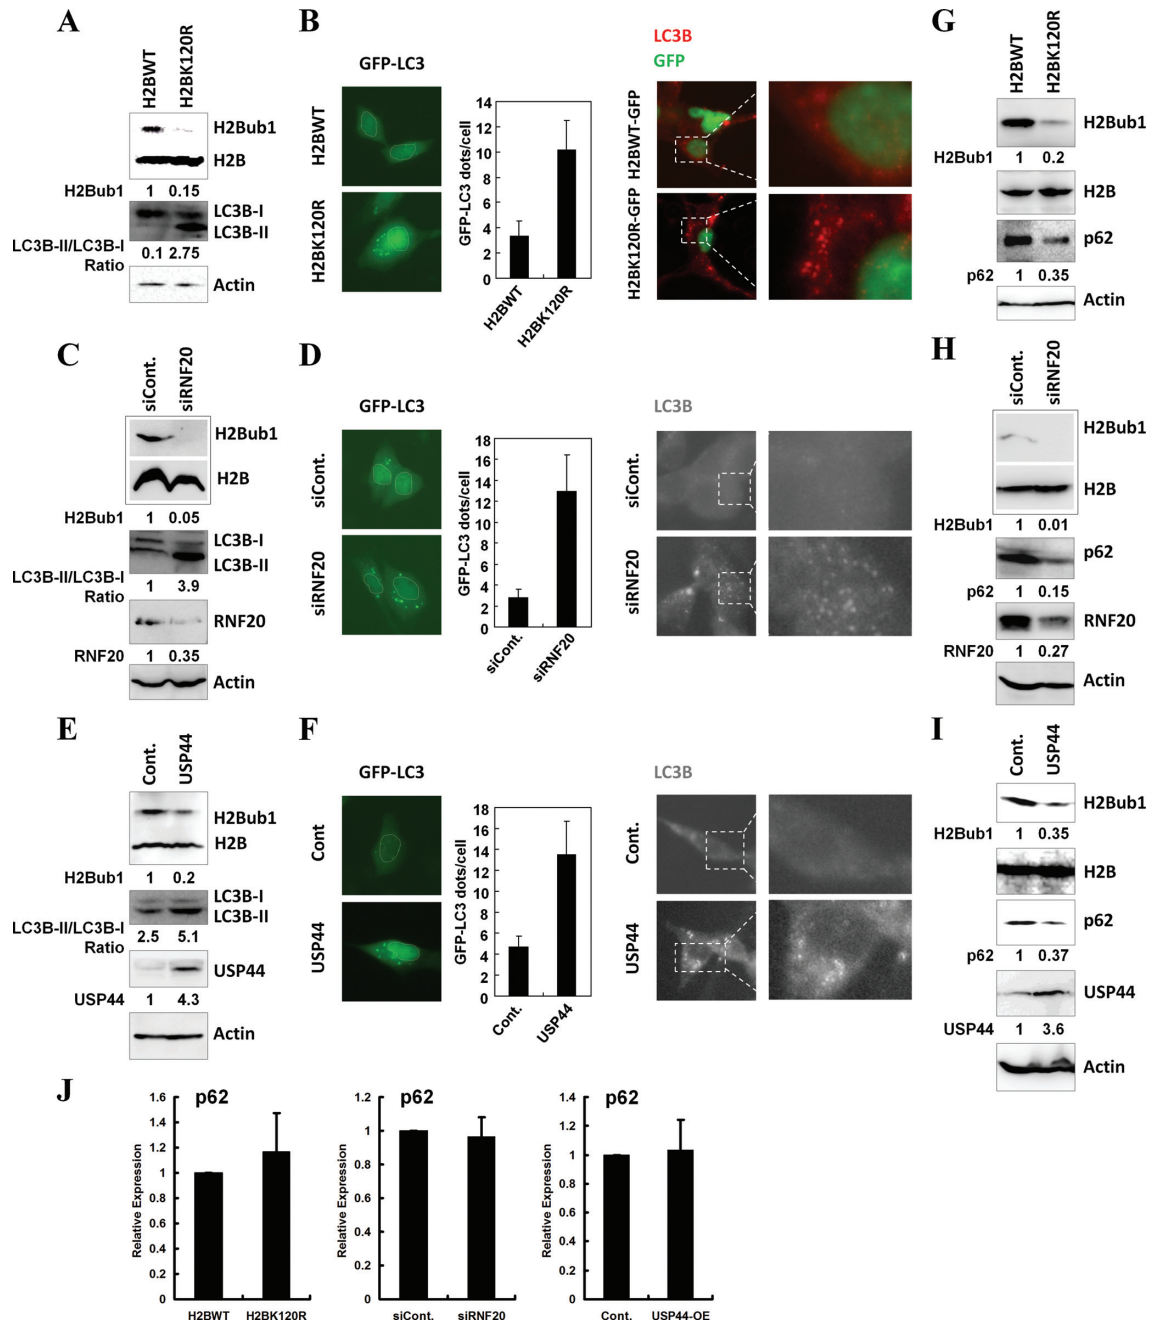 A
H2BWT
H2BK120R
H2Bub1
H2B
H2Bub1 1 0.15
LC3B-I
LC3B-II
LC3B-II/LC3B-I
Ratio
0.1 2.75
Actin
B
GFP-LC3
H2BWT
H2BK120R
GFP-LC3 dots/cell
14
12
10
8
6
4
2
0
H2BWT
H2BK120R
LC3B
GFP
H2BWT-GFP
H2BK120R-GFP
G
H2BWT
H2BK120R
H2Bub1
H2Bub1 1 0.2
H2B
p62
p62 1 0.35
Actin
C
siCont.
siRNF20
H2Bub1
H2B
H2Bub1 1 0.05
LC3B-I
LC3B-II
LC3B-II/LC3B-I
Ratio
1 3.9
RNF20
RNF20 1 0.35
Actin
D
GFP-LC3
siCont.
siRNF20
GFP-LC3 dots/cell
18
16
14
12
10
8
6
4
2
0
siCont.
siRNF20
LC3B
siCont.
siRNF20
H
siCont.
siRNF20
H2Bub1
H2B
H2Bub1 1 0.01
p62
p62 1 0.15
RNF20
RNF20 1 0.27
Actin
E
Cont.
USP44
H2Bub1
H2B
H2Bub1 1 0.2
LC3B-I
LC3B-II
LC3B-II/LC3B-I
Ratio
2.5 5.1
USP44
USP44 1 4.3
Actin
F
GFP-LC3
Cont
USP44
GFP-LC3 dots/cell
18
16
14
12
10
8
6
4
2
0
Cont.
USP44
LC3B
Cont.
USP44
I
Cont.
USP44
H2Bub1
H2Bub1 1 0.35
H2B
p62
p62 1 0.37
USP44
USP44 1 3.6
Actin
J
p62
Relative Expression
1.6
1.4
1.2
1
0.8
0.6
0.4
0.2
0
H2BWT H2BK120R
p62
Relative Expression
1.2
1
0.8
0.6
0.4
0.2
0
siCont. siRNF20
p62
Relative Expression
1.4
1.2
1
0.8
0.6
0.4
0.2
0
Cont. USP44-OE